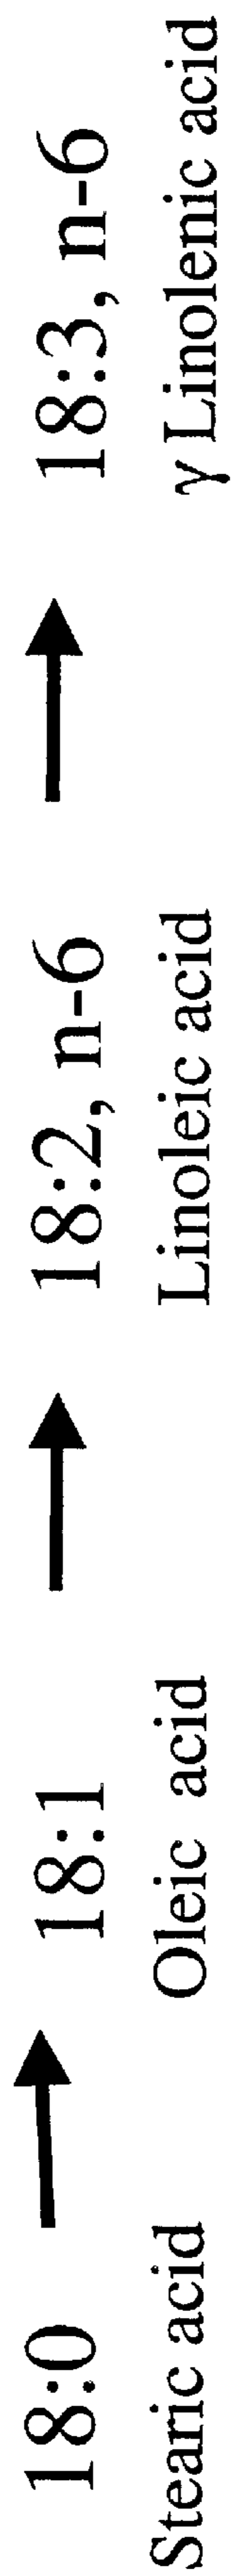 18:0 → 18:1 → 18:2, n-6 → 18:3, n-6
Stearic acid Oleic acid Linoleic acid γ Linolenic acid